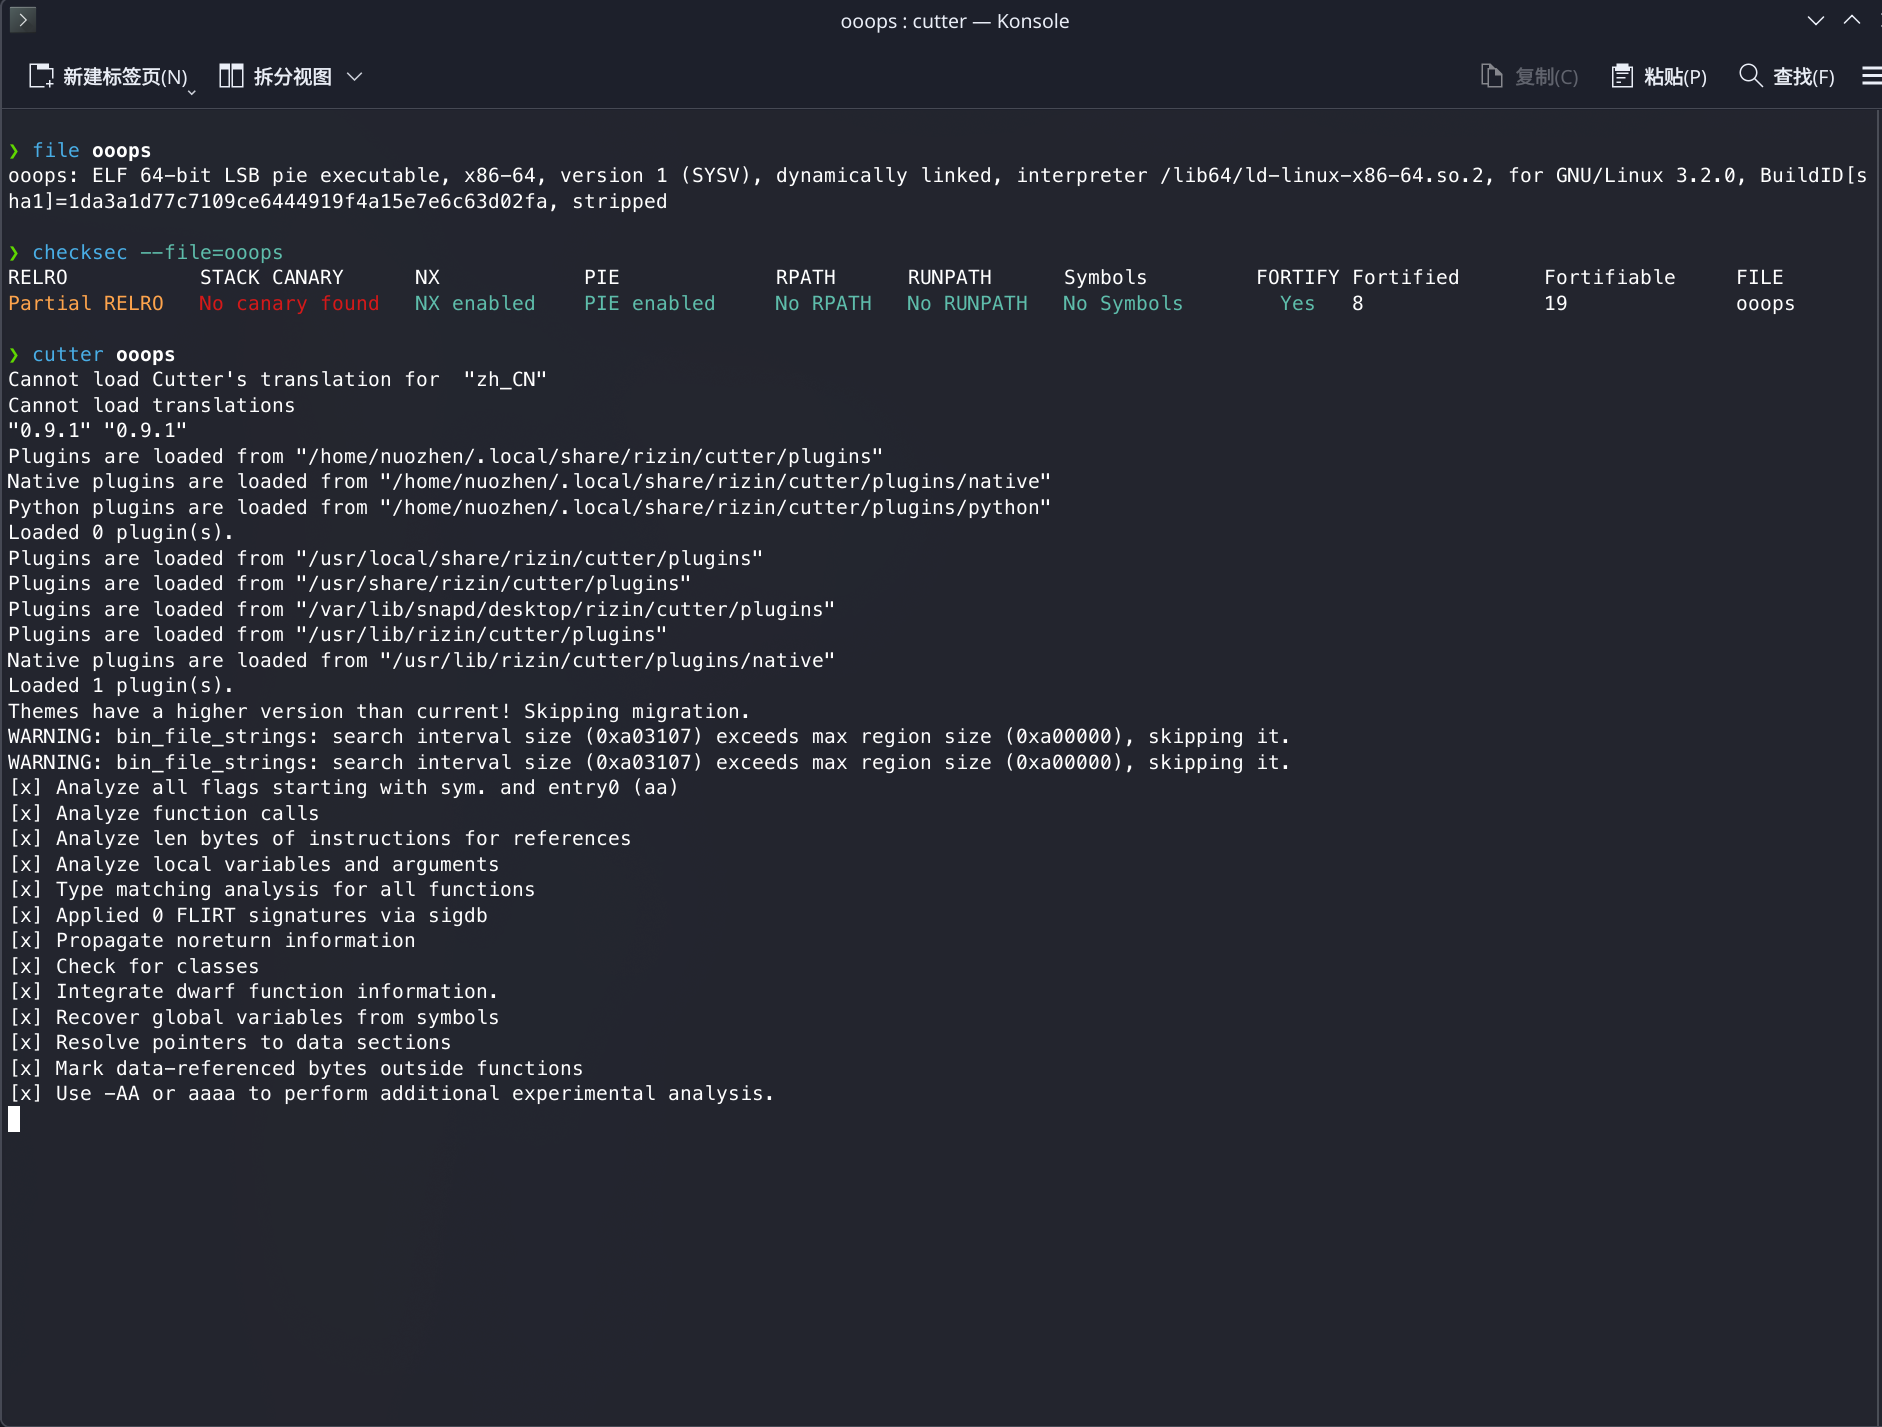 ooops : cutter — Konsole
新建标签页(N) 拆分视图 复制(C) 粘贴(P) 查找(F)
❯ file ooops
ooops: ELF 64-bit LSB pie executable, x86-64, version 1 (SYSV), dynamically linked, interpreter /lib64/ld-linux-x86-64.so.2, for GNU/Linux 3.2.0, BuildID[s
ha1]=1da3a1d77c7109ce6444919f4a15e7e6c63d02fa, stripped
❯ checksec --file=ooops
RELRO STACK CANARY NX PIE RPATH RUNPATH Symbols FORTIFY Fortified Fortifiable FILE
Partial RELRO No canary found NX enabled PIE enabled No RPATH No RUNPATH No Symbols Yes 8 19 ooops
❯ cutter ooops
Cannot load Cutter's translation for  "zh_CN"
Cannot load translations
"0.9.1" "0.9.1"
Plugins are loaded from "/home/nuozhen/.local/share/rizin/cutter/plugins"
Native plugins are loaded from "/home/nuozhen/.local/share/rizin/cutter/plugins/native"
Python plugins are loaded from "/home/nuozhen/.local/share/rizin/cutter/plugins/python"
Loaded 0 plugin(s).
Plugins are loaded from "/usr/local/share/rizin/cutter/plugins"
Plugins are loaded from "/usr/share/rizin/cutter/plugins"
Plugins are loaded from "/var/lib/snapd/desktop/rizin/cutter/plugins"
Plugins are loaded from "/usr/lib/rizin/cutter/plugins"
Native plugins are loaded from "/usr/lib/rizin/cutter/plugins/native"
Loaded 1 plugin(s).
Themes have a higher version than current! Skipping migration.
WARNING: bin_file_strings: search interval size (0xa03107) exceeds max region size (0xa00000), skipping it.
WARNING: bin_file_strings: search interval size (0xa03107) exceeds max region size (0xa00000), skipping it.
[x] Analyze all flags starting with sym. and entry0 (aa)
[x] Analyze function calls
[x] Analyze len bytes of instructions for references
[x] Analyze local variables and arguments
[x] Type matching analysis for all functions
[x] Applied 0 FLIRT signatures via sigdb
[x] Propagate noreturn information
[x] Check for classes
[x] Integrate dwarf function information.
[x] Recover global variables from symbols
[x] Resolve pointers to data sections
[x] Mark data-referenced bytes outside functions
[x] Use -AA or aaaa to perform additional experimental analysis.